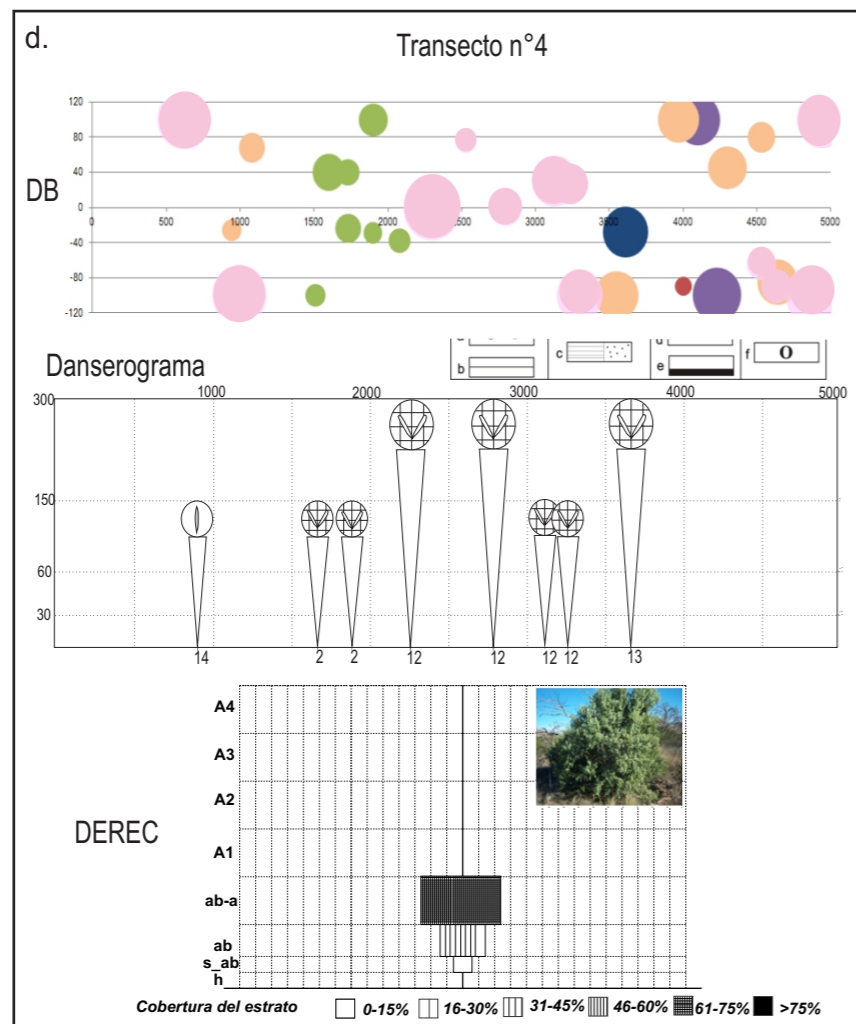 d.
Transecto n°4
DB
120
80
40
0
-40
-80
-120
0 500 1000 1500 2000 2500 3000 3500 4000 4500 5000
Danserograma
b
c
e
f O
1000 2000 3000 4000 5000
300
150
60
30
14 2 2 12 12 12 12 13
DEREC
A4
A3
A2
A1
ab-a
ab
s_ab
h
Cobertura del estrato 0-15% 16-30% 31-45% 46-60% 61-75% >75%